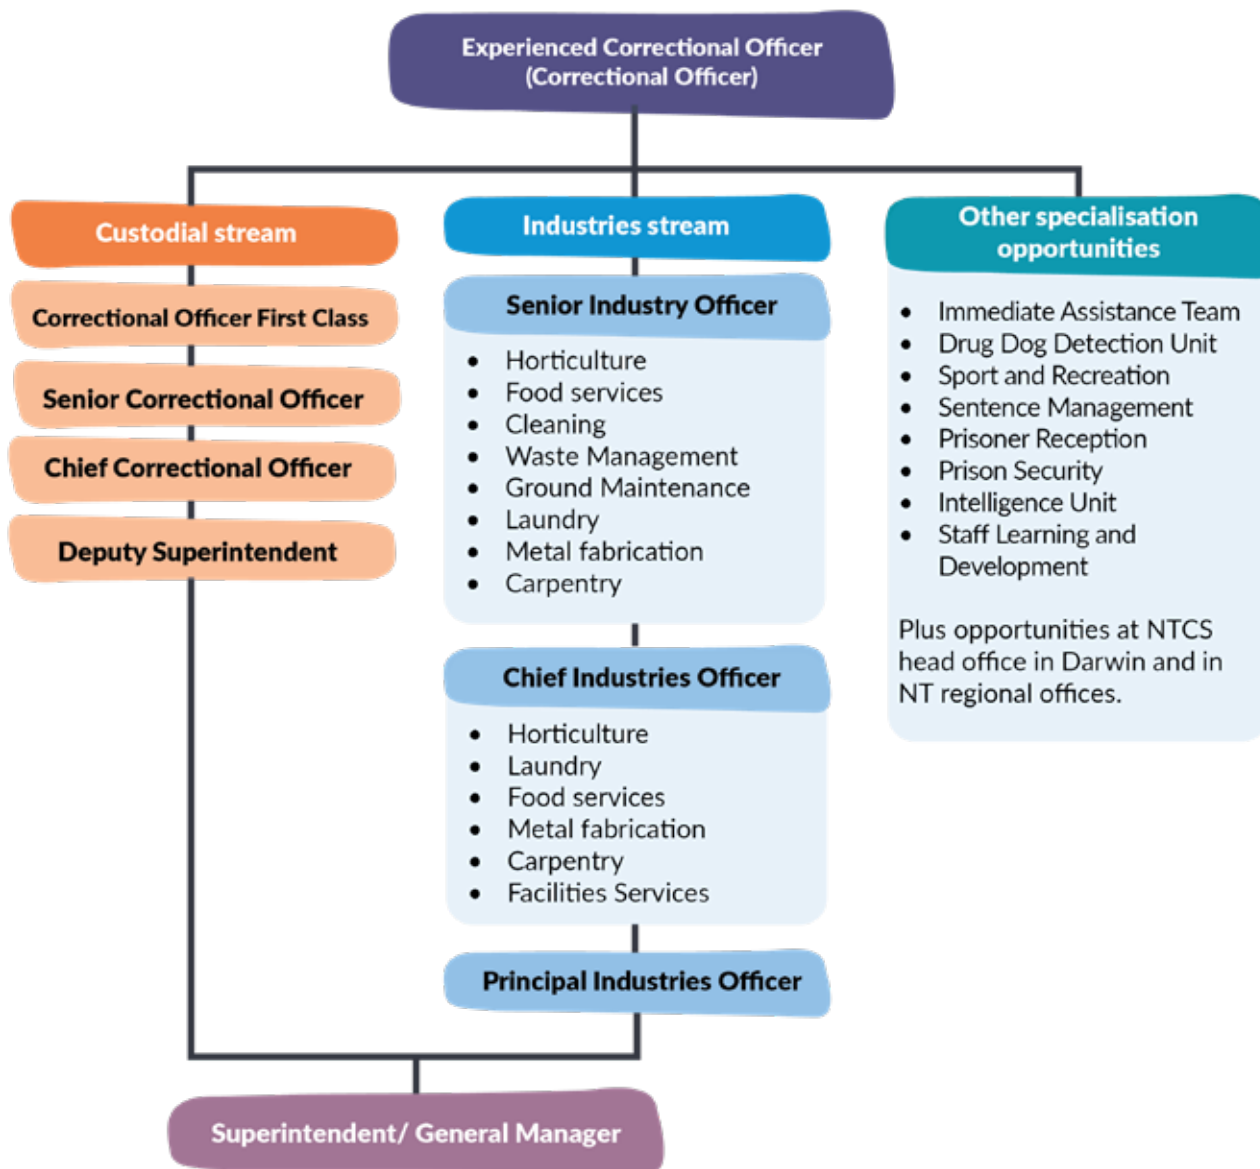 Experienced Correctional Officer
(Correctional Officer)
Custodial stream
Correctional Officer First Class
Senior Correctional Officer
Chief Correctional Officer
Deputy Superintendent
Industries stream
Senior Industry Officer
• Horticulture
• Food services
• Cleaning
• Waste Management
• Ground Maintenance
• Laundry
• Metal fabrication
• Carpentry
Chief Industries Officer
• Horticulture
• Laundry
• Food services
• Metal fabrication
• Carpentry
• Facilities Services
Principal Industries Officer
Other specialisation
opportunities
• Immediate Assistance Team
• Drug Dog Detection Unit
• Sport and Recreation
• Sentence Management
• Prisoner Reception
• Prison Security
• Intelligence Unit
• Staff Learning and
Development
Plus opportunities at NTCS
head office in Darwin and in
NT regional offices.
Superintendent/ General Manager